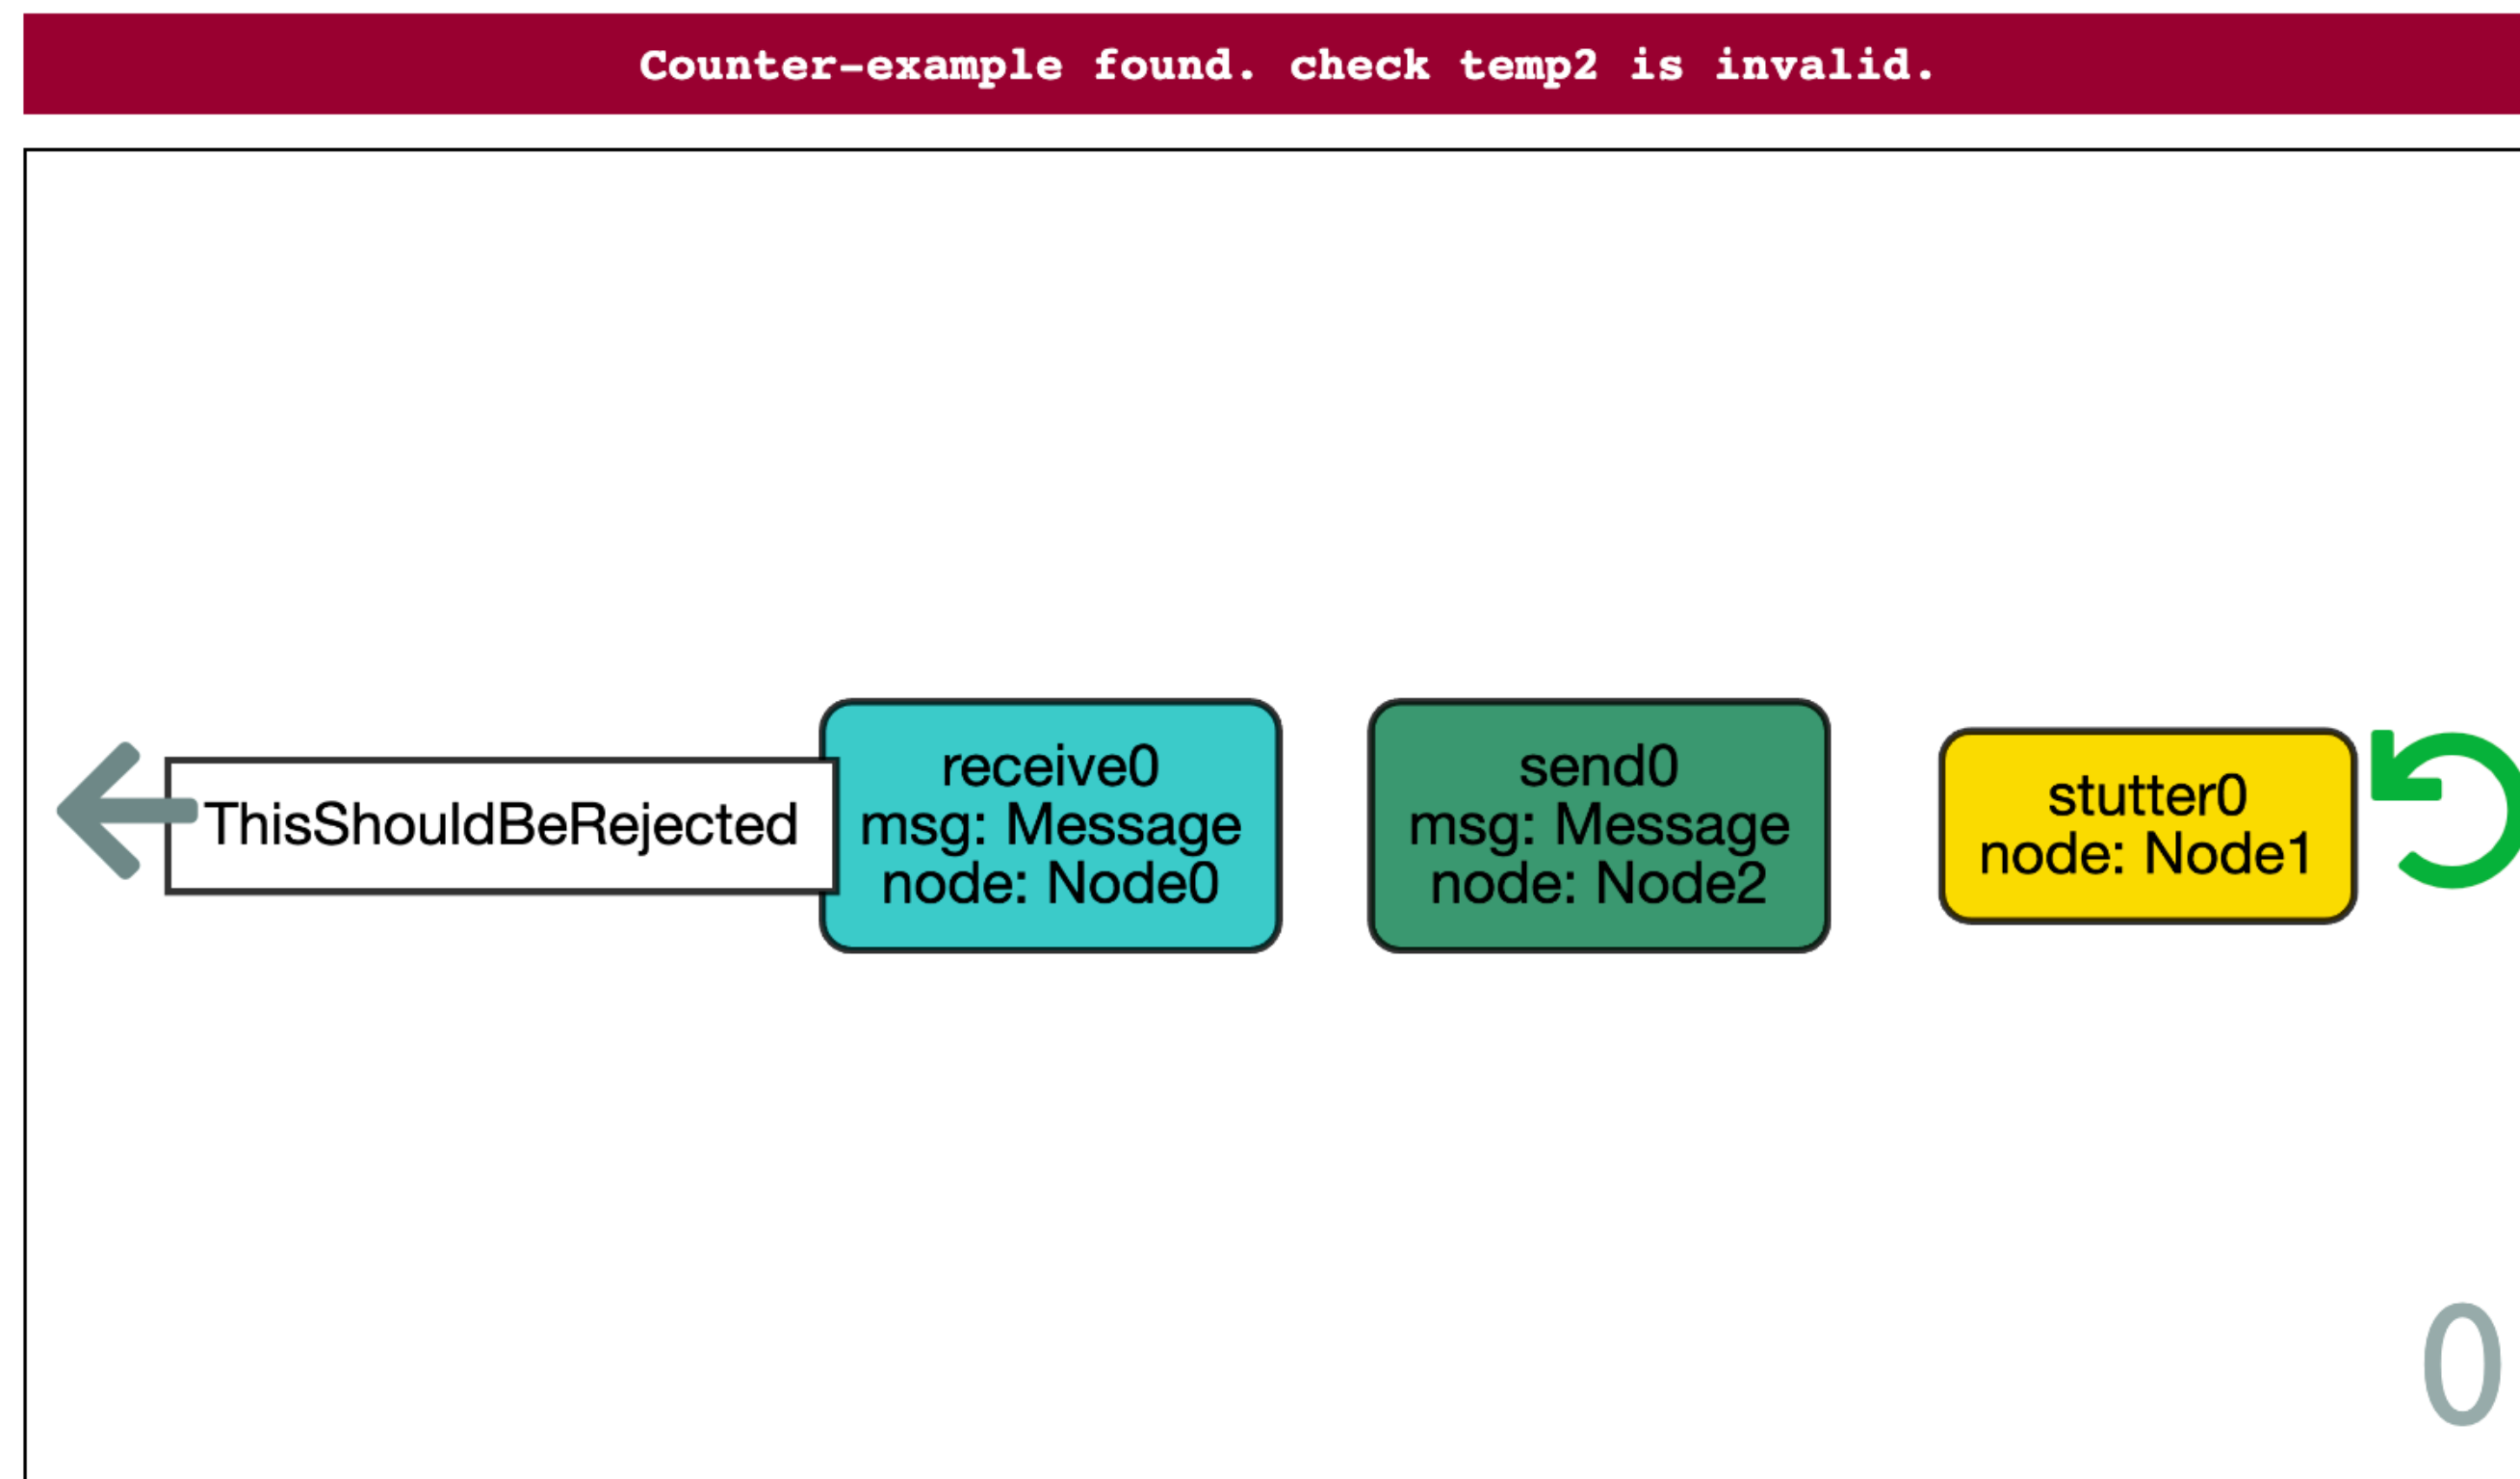 Counter-example found. check temp2 is invalid.
ThisShouldBeRejected
receive0
msg: Message
node: Node0
send0
msg: Message
node: Node2
stutter0
node: Node1
0